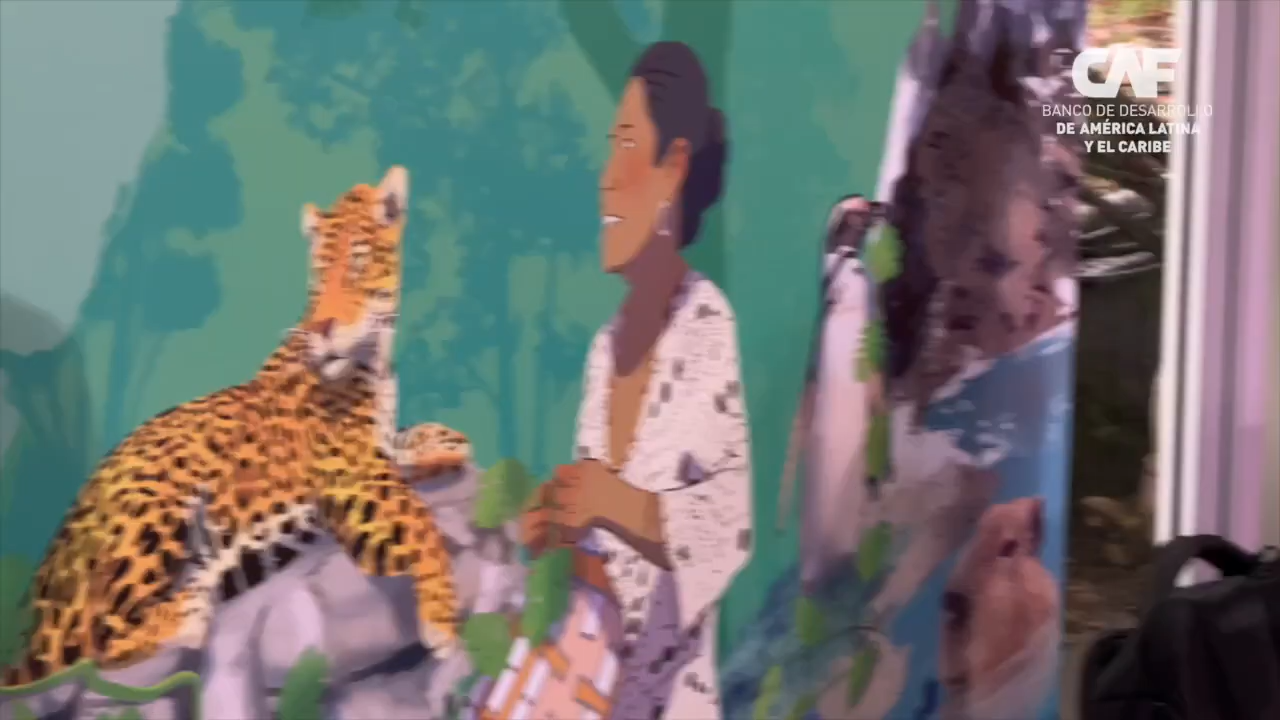 CAF
BANCO DE DESARROLLO
DE AMÉRICA LATINA
Y EL CARIBE